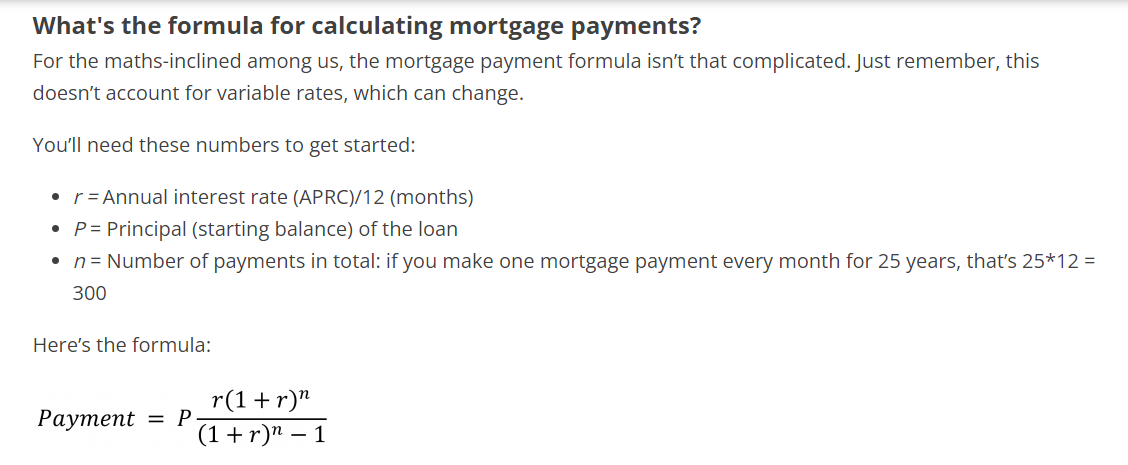 What's the formula for calculating mortgage payments?
For the maths-inclined among us, the mortgage payment formula isn’t that complicated. Just remember, this
doesn’t account for variable rates, which can change.
You’ll need these numbers to get started:
• r = Annual interest rate (APRC)/12 (months)
• P = Principal (starting balance) of the loan
• n = Number of payments in total: if you make one mortgage payment every month for 25 years, that’s 25*12 =
300
Here’s the formula:
Payment = P r(1 + r)ⁿ / (1 + r)ⁿ − 1